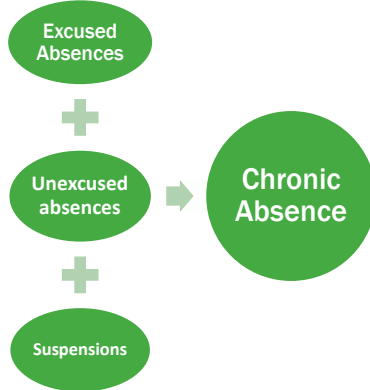 Excused
Absences
Unexcused
absences
Chronic
Absence
Suspensions